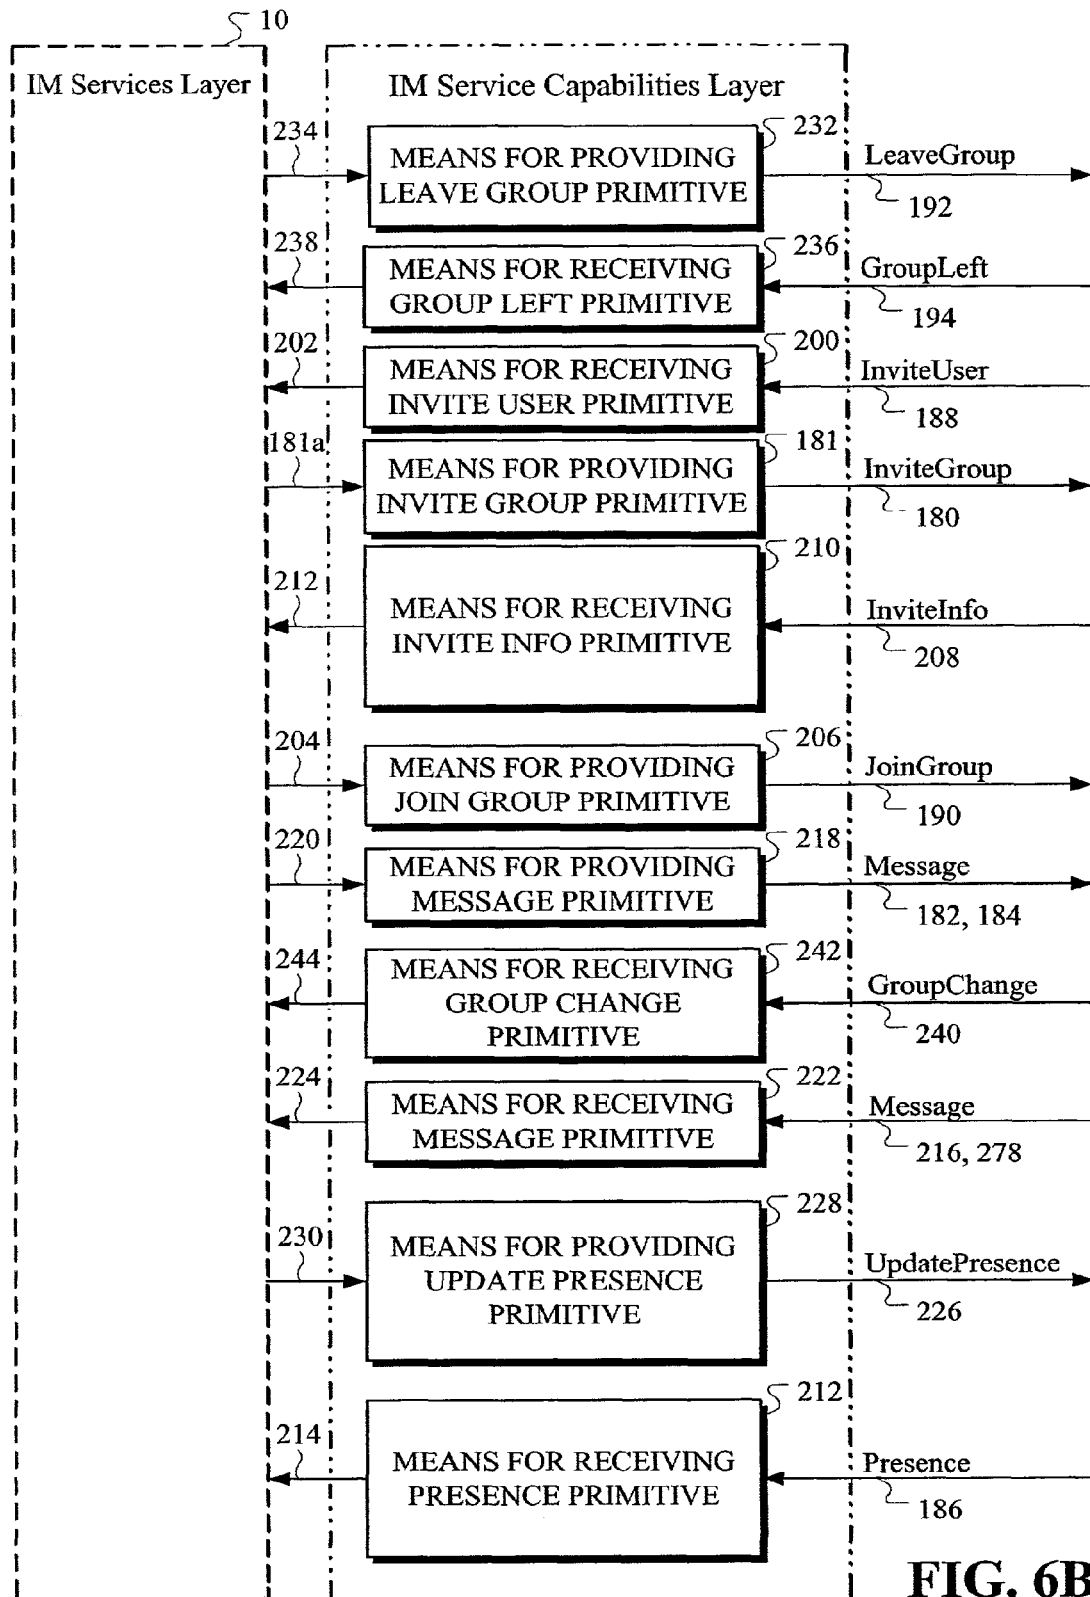 10
IM Services Layer
IM Service Capabilities Layer
234
MEANS FOR PROVIDING
LEAVE GROUP PRIMITIVE
232
LeaveGroup
192
238
MEANS FOR RECEIVING
GROUP LEFT PRIMITIVE
236
GroupLeft
194
202
MEANS FOR RECEIVING
INVITE USER PRIMITIVE
200
InviteUser
188
181a
MEANS FOR PROVIDING
INVITE GROUP PRIMITIVE
181
InviteGroup
180
212
MEANS FOR RECEIVING
INVITE INFO PRIMITIVE
210
InviteInfo
208
204
MEANS FOR PROVIDING
JOIN GROUP PRIMITIVE
206
JoinGroup
190
220
MEANS FOR PROVIDING
MESSAGE PRIMITIVE
218
Message
182, 184
244
MEANS FOR RECEIVING
GROUP CHANGE
PRIMITIVE
242
GroupChange
240
224
MEANS FOR RECEIVING
MESSAGE PRIMITIVE
222
Message
216, 278
230
MEANS FOR PROVIDING
UPDATE PRESENCE
PRIMITIVE
228
UpdatePresence
226
214
MEANS FOR RECEIVING
PRESENCE PRIMITIVE
212
Presence
186
FIG. 6B